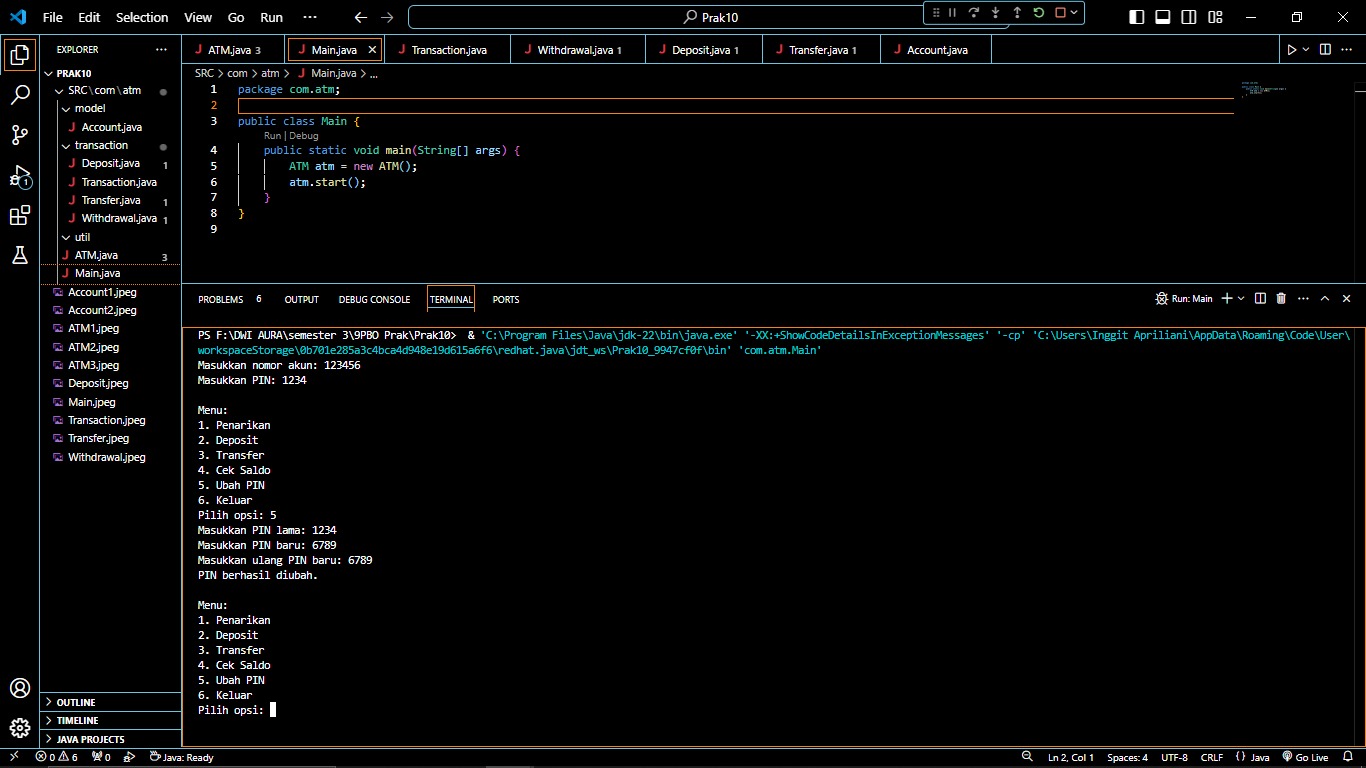 File Edit Selection View Go Run ··· Prak10
EXPLORER ···
PRAK10
SRC\com\atm
model
Account.java
transaction
Deposit.java 1
Transaction.java
Transfer.java 1
Withdrawal.java 1
util
ATM.java 3
Main.java
Account1.jpeg
Account2.jpeg
ATM1.jpeg
ATM2.jpeg
ATM3.jpeg
Deposit.jpeg
Main.jpeg
Transaction.jpeg
Transfer.jpeg
Withdrawal.jpeg
OUTLINE
TIMELINE
JAVA PROJECTS
1
ATM.java 3 Main.java Transaction.java Withdrawal.java 1 Deposit.java 1 Transfer.java 1 Account.java
SRC > com > atm > Main.java > ...
1 package com.atm;
2
3 public class Main {
Run | Debug
4 public static void main(String[] args) {
5 ATM atm = new ATM();
6 atm.start();
7 }
8 }
9
PROBLEMS 6 OUTPUT DEBUG CONSOLE TERMINAL PORTS Run: Main
PS F:\DWI AURA\semester 3\9PBO Prak\Prak10> & 'C:\Program Files\Java\jdk-22\bin\java.exe' '-XX:+ShowCodeDetailsInExceptionMessages' '-cp' 'C:\Users\Inggit Apriliani\AppData\Roaming\Code\User\
workspaceStorage\0b701e285a3c4bca4d948e19d615a6f6\redhat.java\jdt_ws\Prak10_9947cf0f\bin' 'com.atm.Main'
Masukkan nomor akun: 123456
Masukkan PIN: 1234
Menu:
1. Penarikan
2. Deposit
3. Transfer
4. Cek Saldo
5. Ubah PIN
6. Keluar
Pilih opsi: 5
Masukkan PIN lama: 1234
Masukkan PIN baru: 6789
Masukkan ulang PIN baru: 6789
PIN berhasil diubah.
Menu:
1. Penarikan
2. Deposit
3. Transfer
4. Cek Saldo
5. Ubah PIN
6. Keluar
Pilih opsi:
0 6 0 Java: Ready Ln 2, Col 1 Spaces: 4 UTF-8 CRLF {} Java Go Live